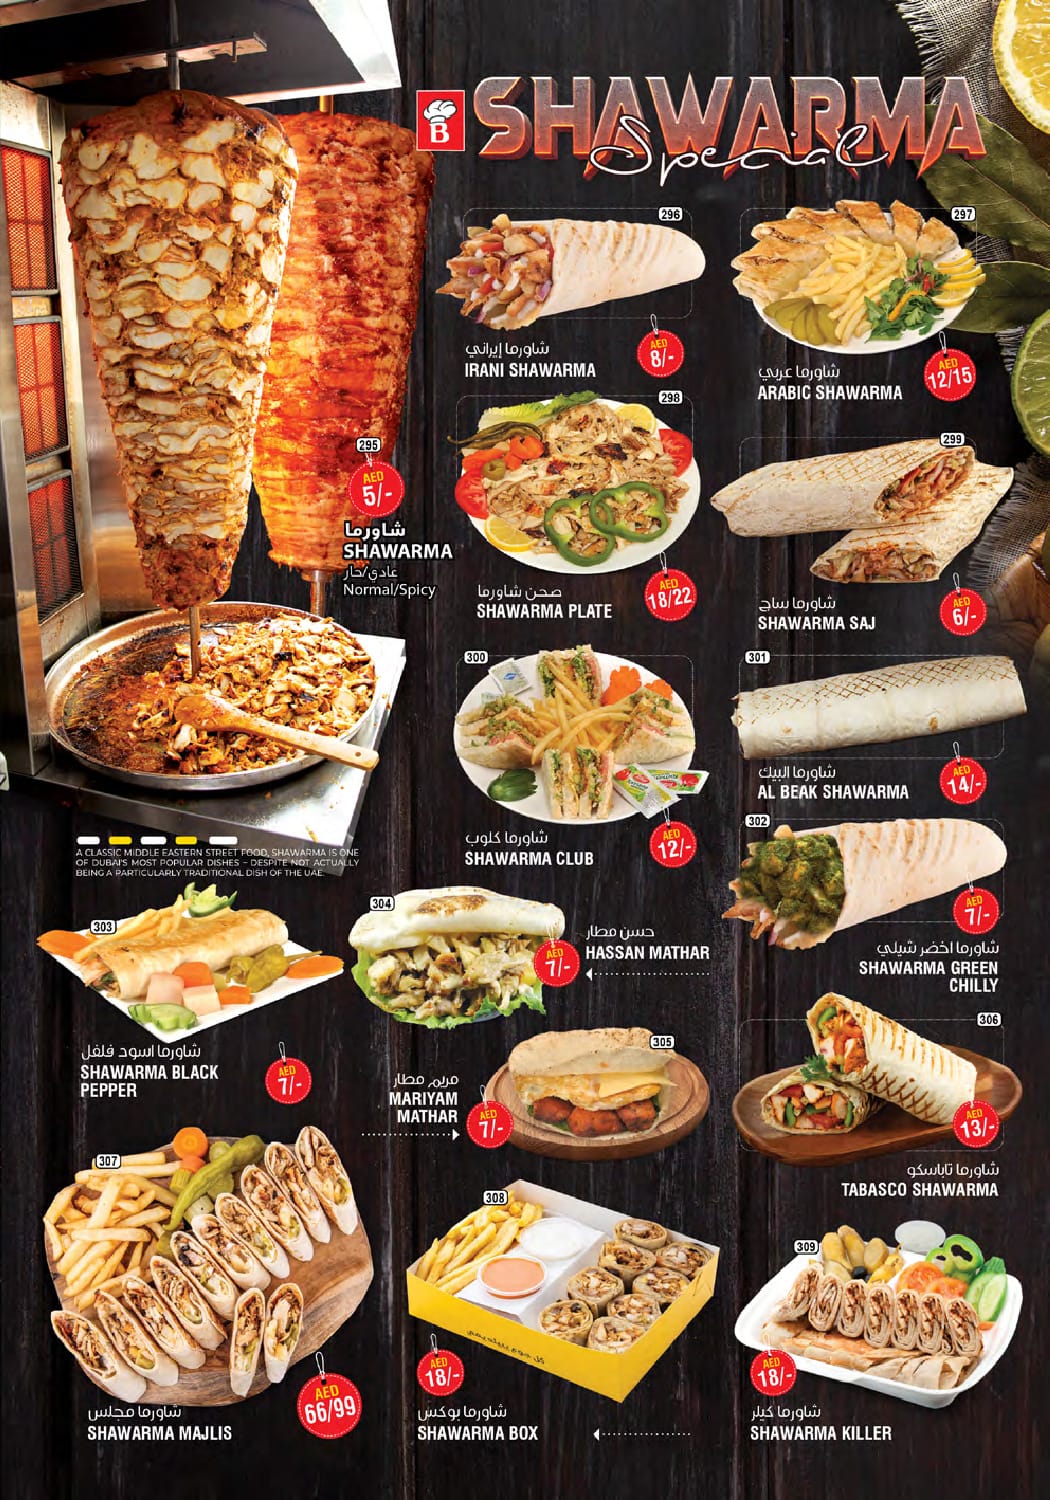 B
SHAWARMA
Special
295
AED
5/-
شاورما
SHAWARMA
عادي/حار
Normal/Spicy
296
AED
8/-
شاورما إيراني
IRANI SHAWARMA
297
AED
12/15
شاورما عربي
ARABIC SHAWARMA
298
AED
18/22
صحن شاورما
SHAWARMA PLATE
299
AED
6/-
شاورما ساج
SHAWARMA SAJ
300
AED
12/-
شاورما كلوب
SHAWARMA CLUB
301
AED
14/-
شاورما البيك
AL BEAK SHAWARMA
A CLASSIC MIDDLE EASTERN STREET FOOD, SHAWARMA IS ONE
OF DUBAI'S MOST POPULAR DISHES – DESPITE NOT ACTUALLY
BEING A PARTICULARLY TRADITIONAL DISH OF THE UAE.
302
AED
7/-
شاورما اخضر شيلي
SHAWARMA GREEN
CHILLY
303
AED
7/-
شاورما اسود فلفل
SHAWARMA BLACK
PEPPER
304
AED
7/-
حسن مطار
HASSAN MATHAR
305
AED
7/-
مريم مطار
MARIYAM
MATHAR
306
AED
13/-
شاورما تاباسكو
TABASCO SHAWARMA
307
AED
66/99
شاورما مجلس
SHAWARMA MAJLIS
308
AED
18/-
شاورما بوكس
SHAWARMA BOX
309
AED
18/-
شاورما كيلر
SHAWARMA KILLER